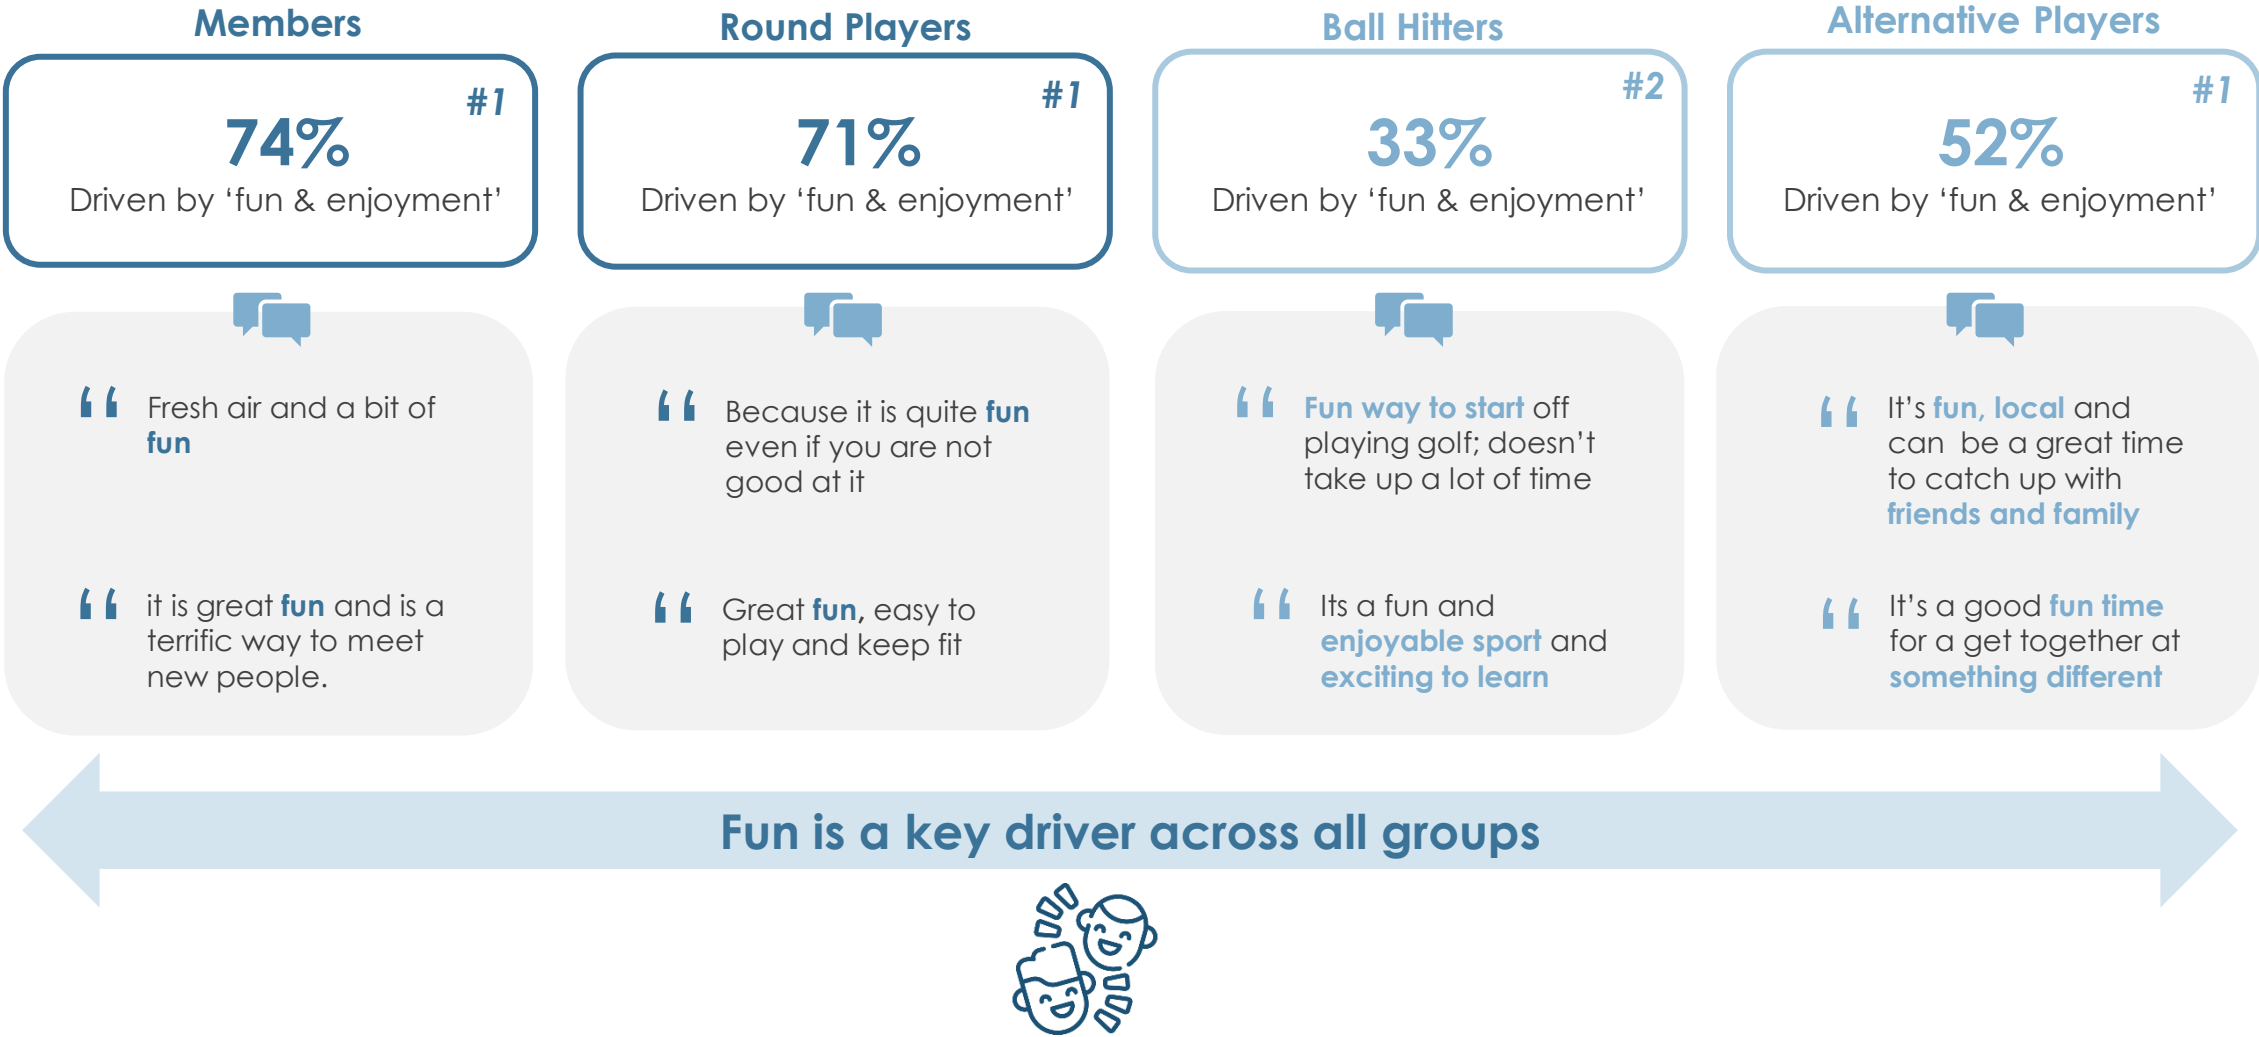 Members
#1
74%
Driven by ‘fun & enjoyment’
“ Fresh air and a bit of
fun
“ it is great fun and is a
terrific way to meet
new people.
Round Players
#1
71%
Driven by ‘fun & enjoyment’
“ Because it is quite fun
even if you are not
good at it
“ Great fun, easy to
play and keep fit
Ball Hitters
#2
33%
Driven by ‘fun & enjoyment’
“ Fun way to start off
playing golf; doesn’t
take up a lot of time
“ Its a fun and
enjoyable sport and
exciting to learn
Alternative Players
#1
52%
Driven by ‘fun & enjoyment’
“ It’s fun, local and
can be a great time
to catch up with
friends and family
“ It’s a good fun time
for a get together at
something different
Fun is a key driver across all groups